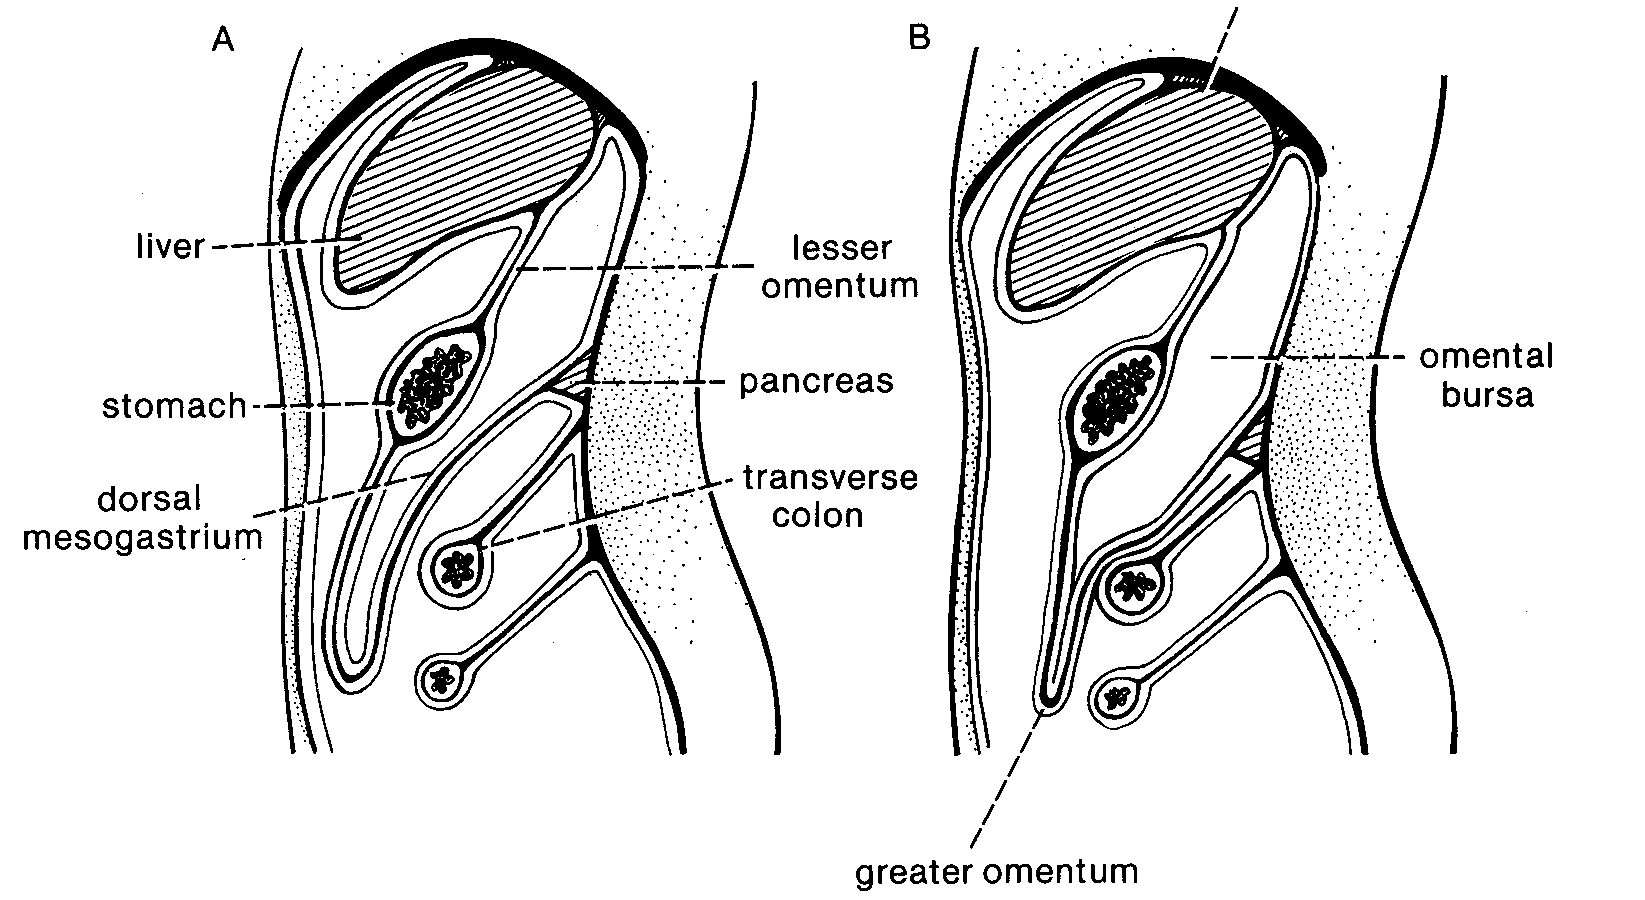 A
B
liver
lesser
omentum
omental
bursa
pancreas
stomach
transverse
colon
dorsal
mesogastrium
greater omentum